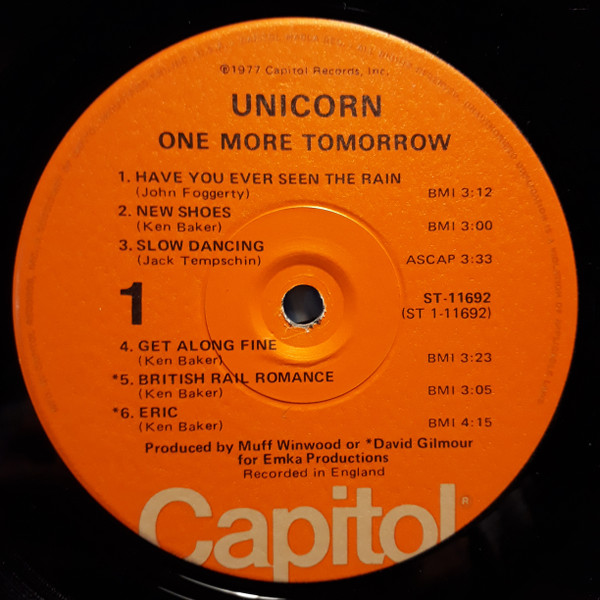 ℗1977 Capitol Records, Inc.
UNICORN
ONE MORE TOMORROW
1. HAVE YOU EVER SEEN THE RAIN
(John Foggerty) BMI 3:12
2. NEW SHOES
(Ken Baker) BMI 3:00
3. SLOW DANCING
(Jack Tempschin) ASCAP 3:33
1 ST-11692
(ST 1-11692)
4. GET ALONG FINE
(Ken Baker) BMI 3:23
*5. BRITISH RAIL ROMANCE
(Ken Baker) BMI 3:05
*6. ERIC
(Ken Baker) BMI 4:15
Produced by Muff Winwood or *David Gilmour
for Emka Productions
Recorded in England
Capitol®